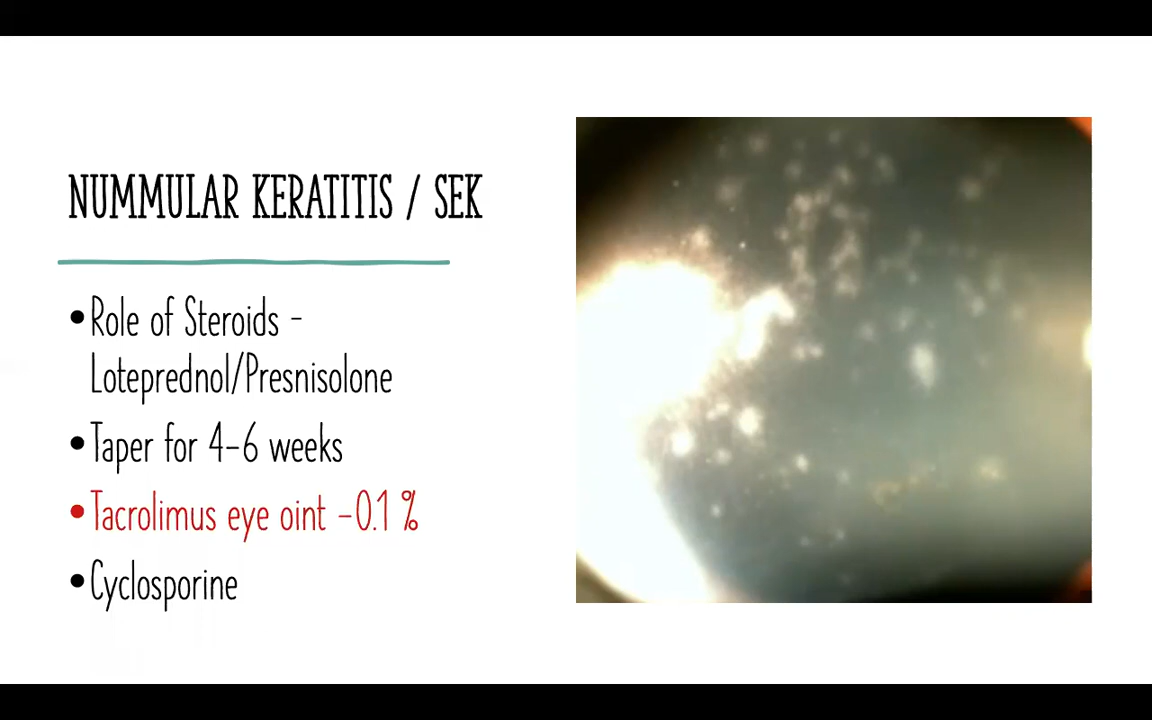 NUMMULAR KERATITIS / SEK
•Role of Steroids -
Loteprednol/Presnisolone
•Taper for 4-6 weeks
•Tacrolimus eye oint -0.1 %
•Cyclosporine